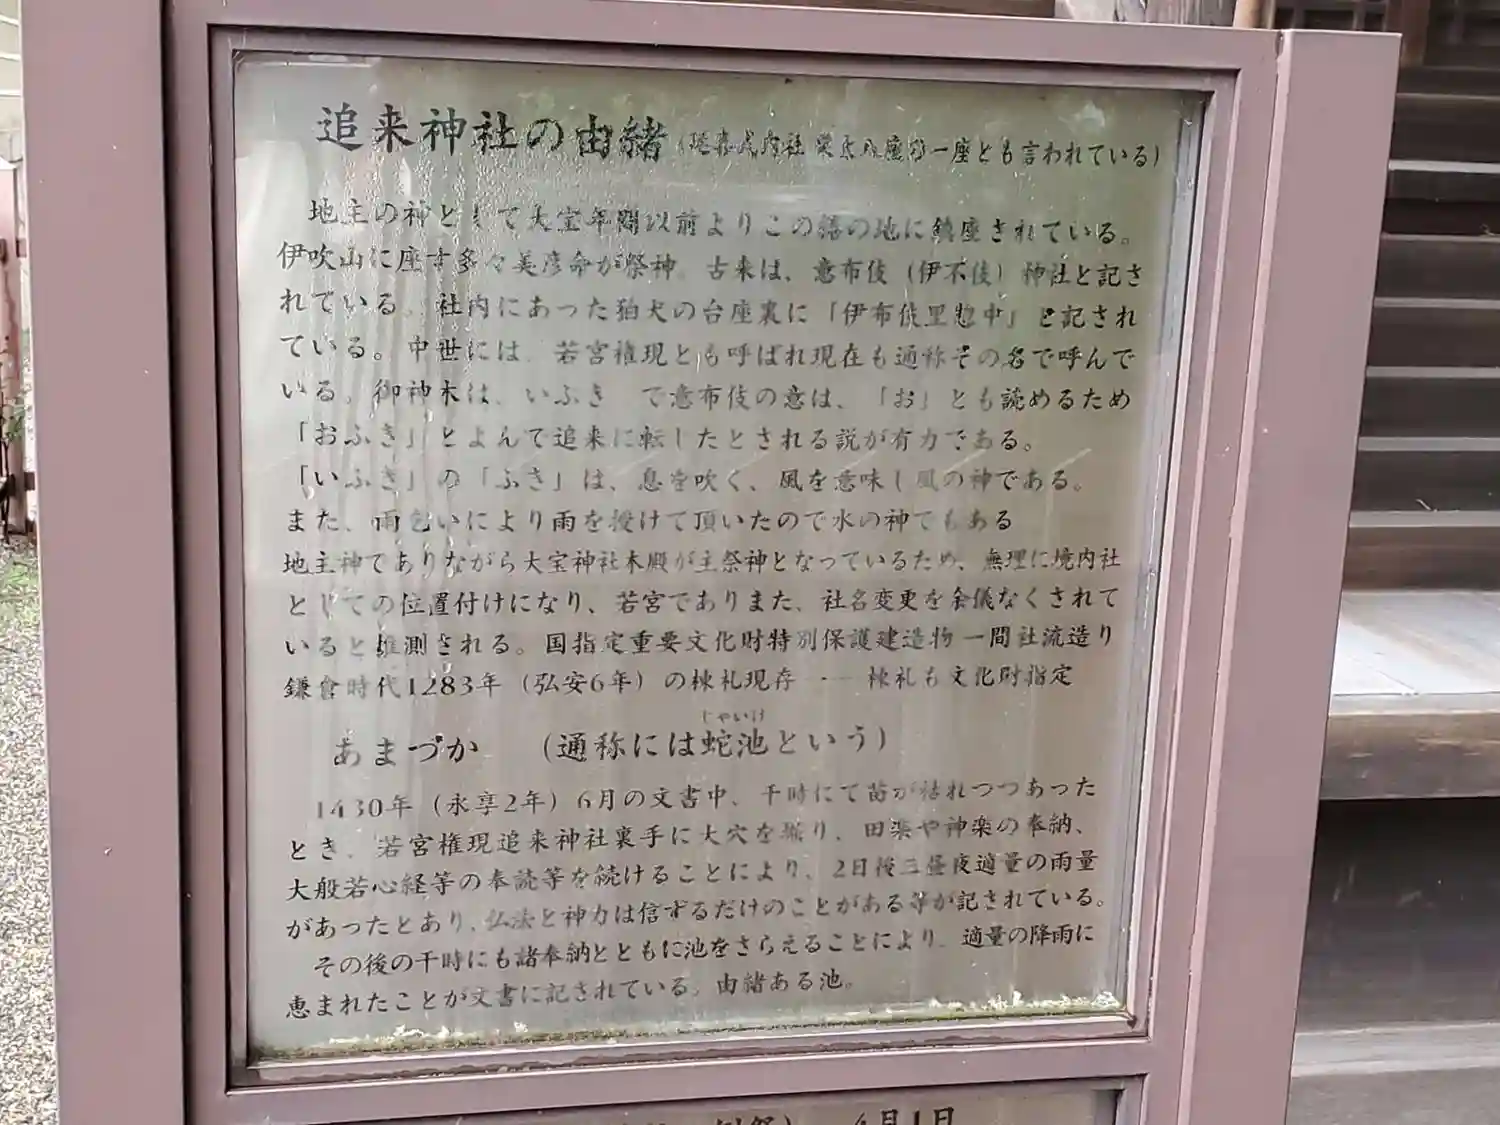 追来神社の由緒(延喜式内社 栗太八座の一座とも言われている)
地主の神として大宝年間以前よりこの綣の地に鎮座されている。
伊吹山に座す多々美彦命が祭神。古来は、意布伎(伊不伎)神社と記さ
れている。社内にあった狛犬の台座裏に「伊布伎里惣中」と記され
ている。中世には、若宮権現とも呼ばれ現在も通称その名で呼んで
いる。御神木は、いぶき で意布伎の意は、「お」とも読めるため
「おふき」とよんで追来に転じたとされる説が有力である。
「いふき」の「ふき」は、息を吹く、風を意味し風の神である。
また、雨乞いにより雨を授けて頂いたので水の神でもある
地主神でありながら大宝神社本殿が主祭神となっているため、無理に境内社
としての位置付けになり、若宮でありまた、社名変更を余儀なくされて
いると推測される。国指定重要文化財特別保護建造物 一間社流造り
鎌倉時代1283年(弘安6年)の棟札現存 ‥‥棟札も文化財指定
あまづか (通称には蛇池という)
じゃいけ
1430年(永享2年)6月の文書中、干時にて苗が枯れつつあった
とき、若宮権現追来神社裏手に大穴を掘り、田楽や神楽の奉納、
大般若心経等の奉読等を続けることにより、2日後三昼夜適量の雨量
があったとあり、仏法と神力は信ずるだけのことがある等が記されている。
その後の干時にも諸奉納とともに池をさらえることにより、適量の降雨に
恵まれたことが文書に記されている。由緒ある池。
4月1日